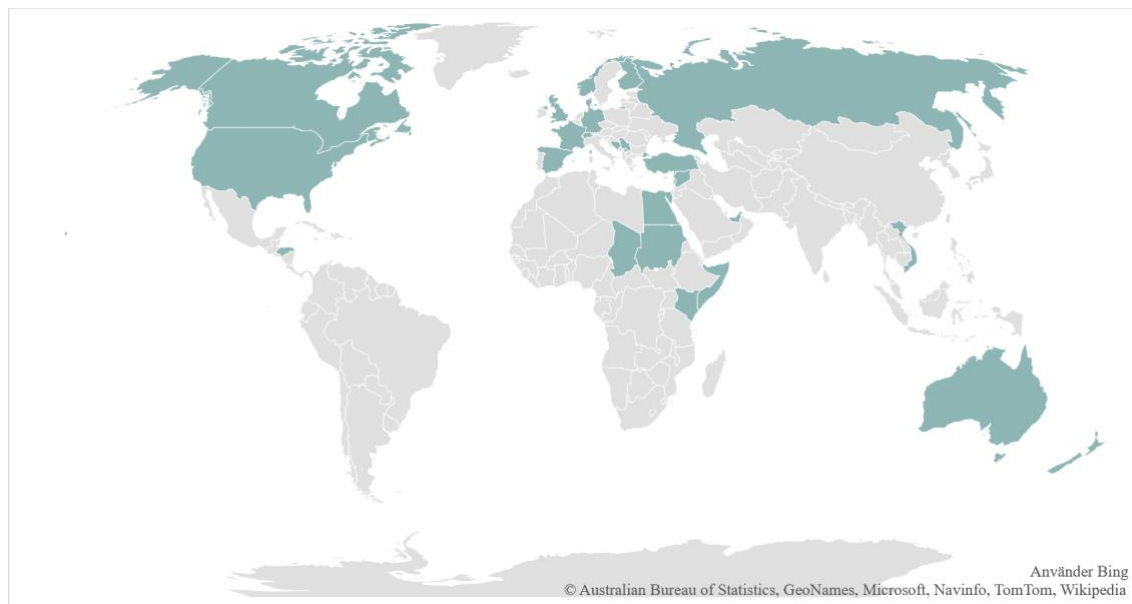 Använder Bing
© Australian Bureau of Statistics, GeoNames, Microsoft, Navinfo, TomTom, Wikipedia